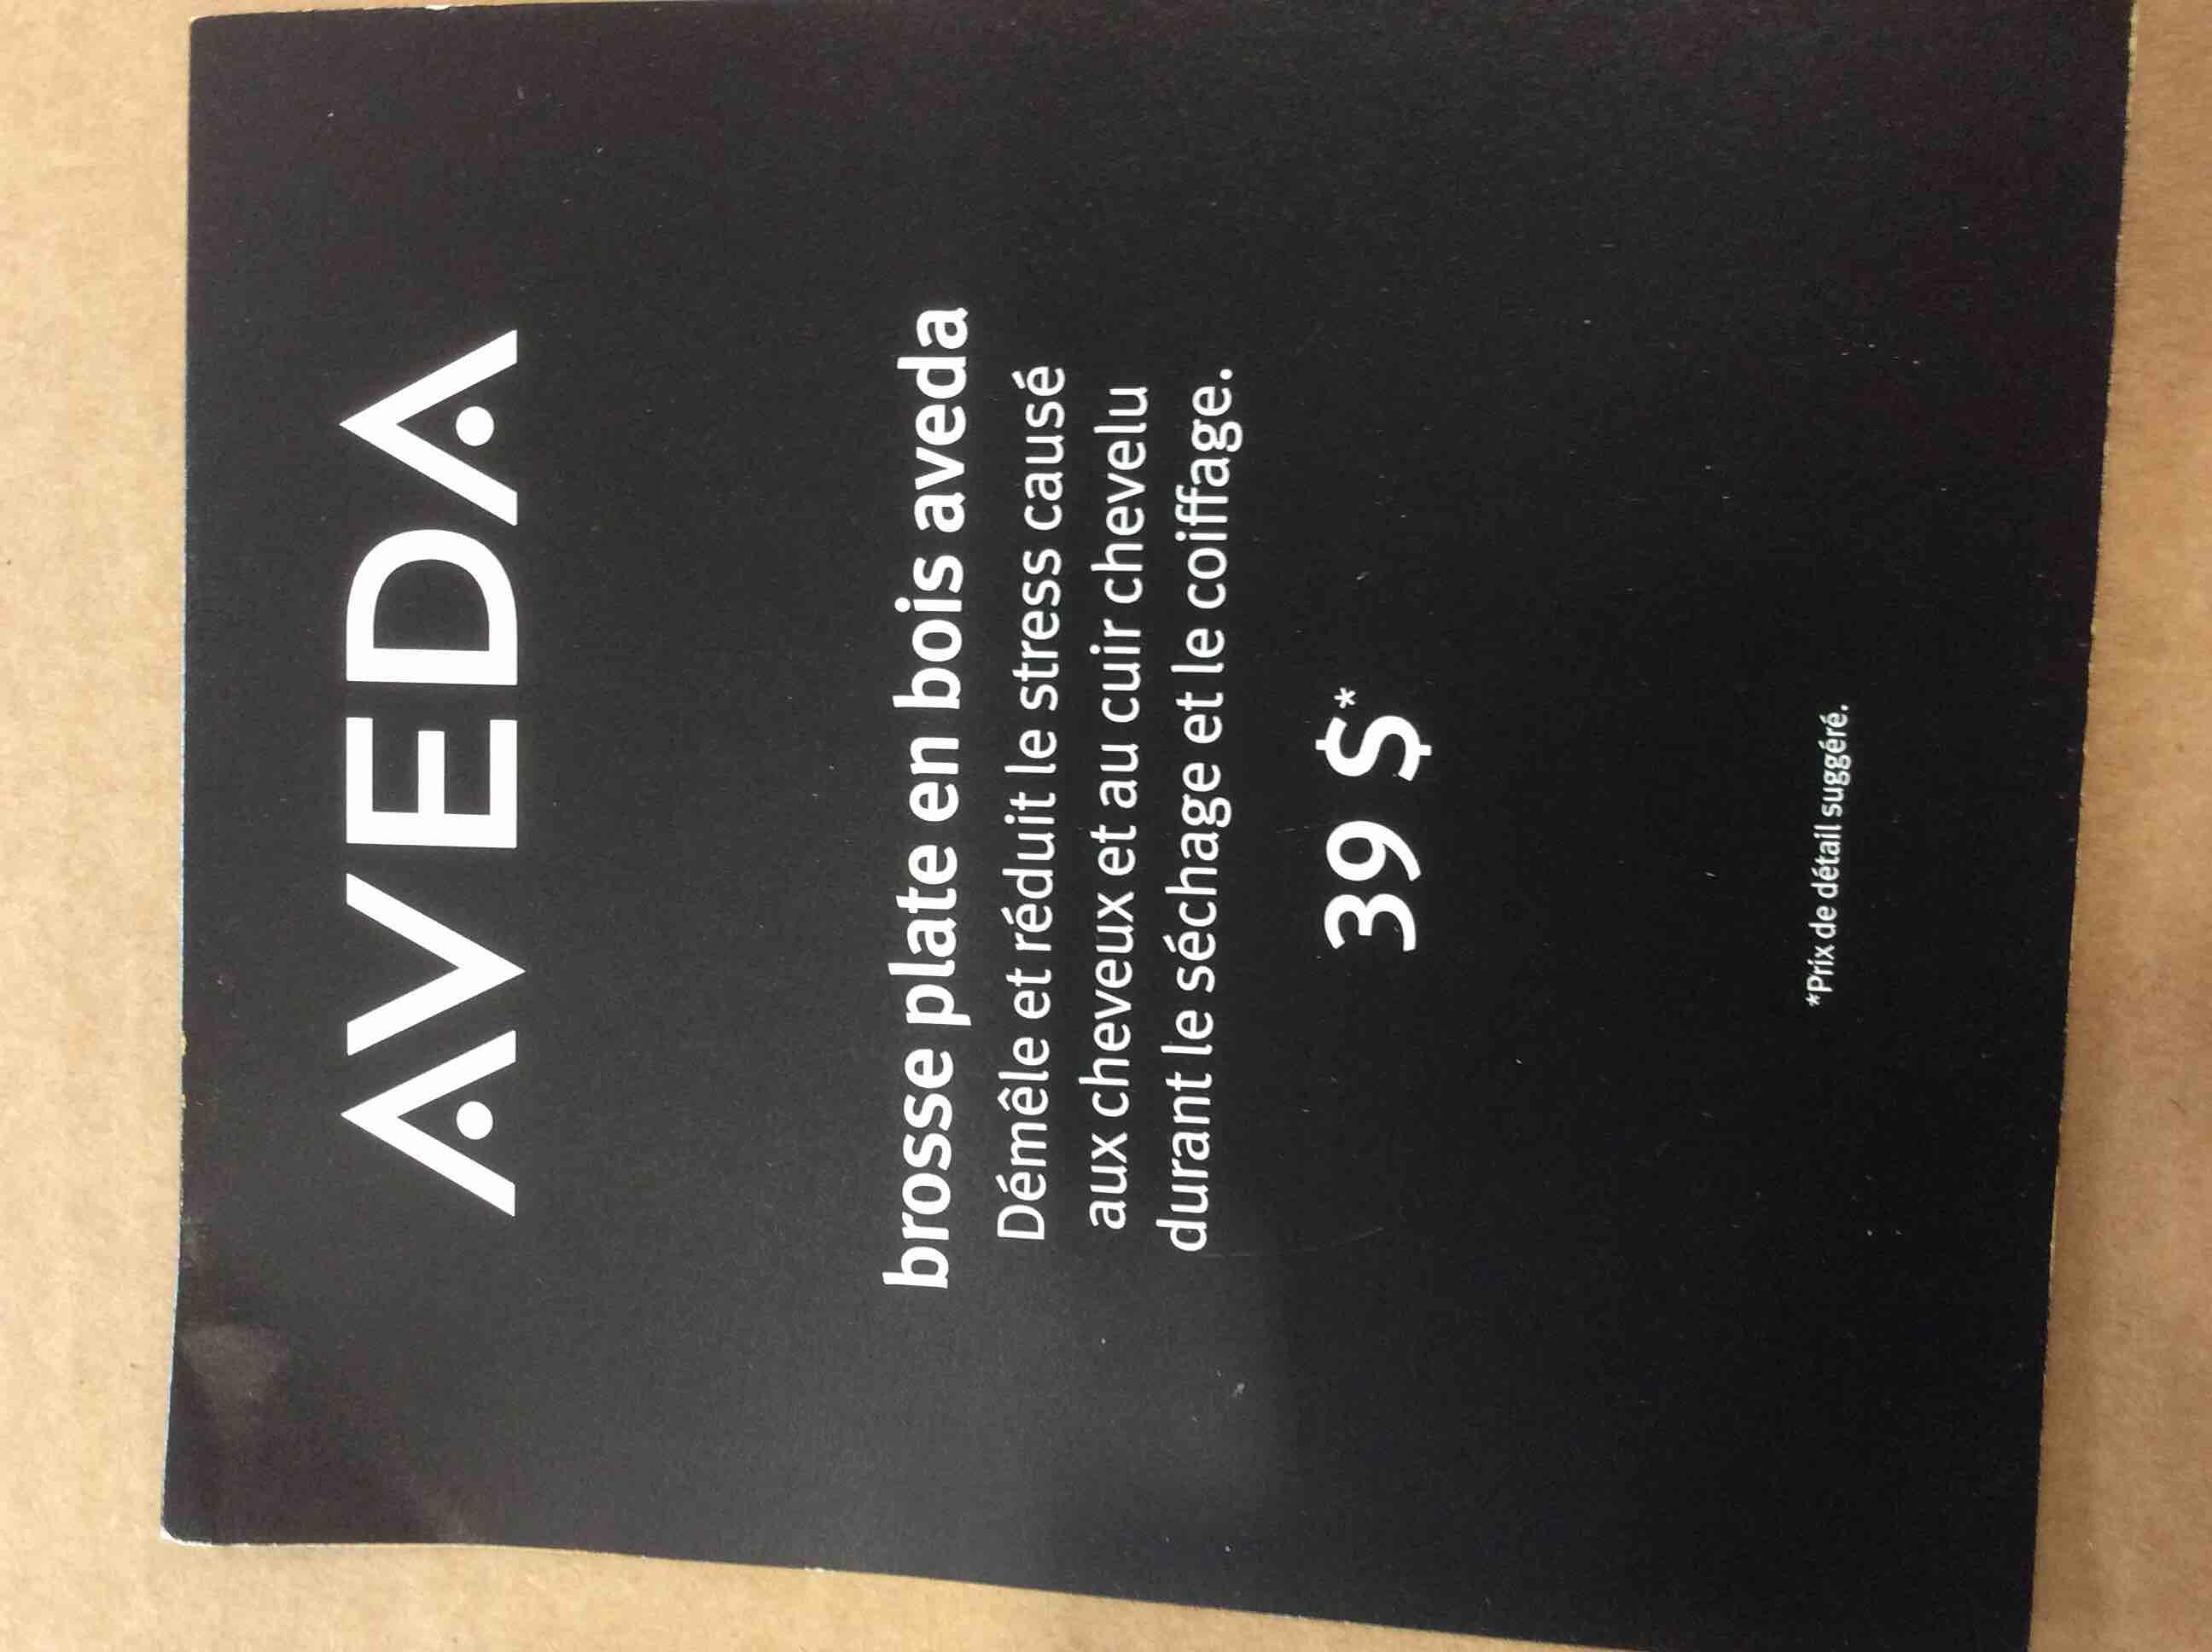 AVEDA
brosse plate en bois aveda
Démêle et réduit le stress causé
aux cheveux et au cuir chevelu
durant le séchage et le coiffage.
39 $*
*Prix de détail suggéré.